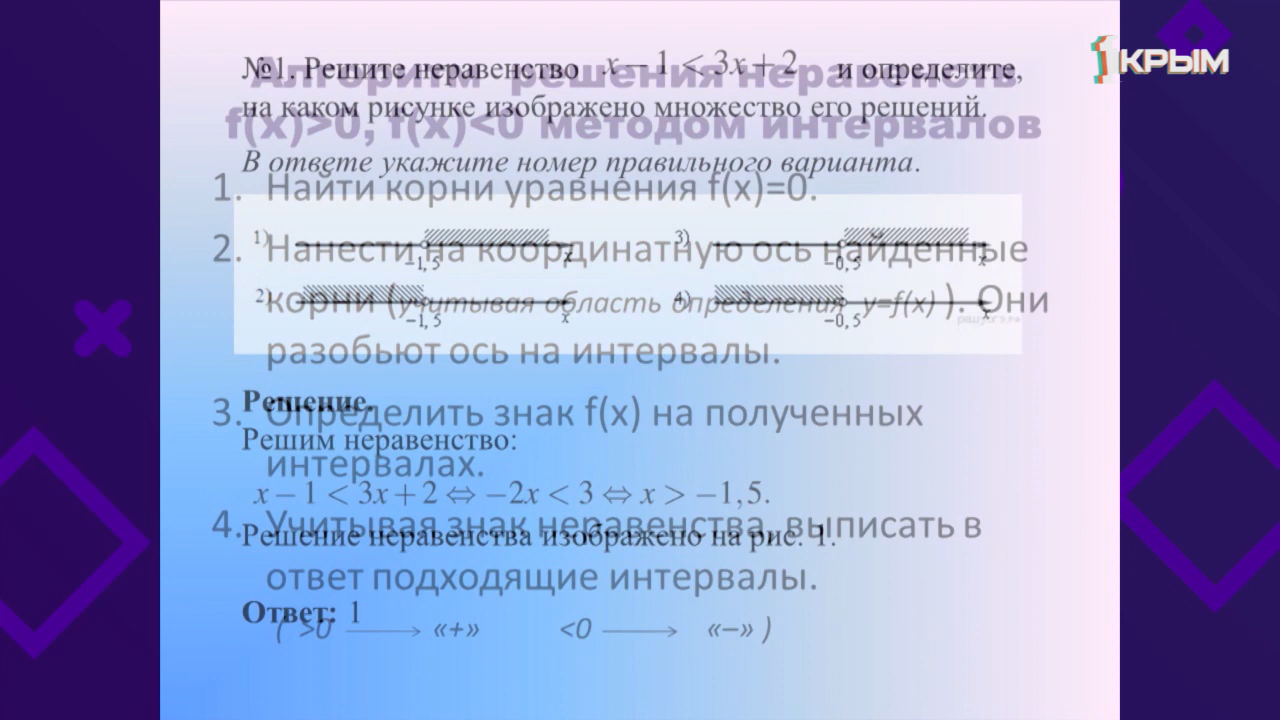 1КРЫМ
№1. Решите неравенство x − 1 < 3x + 2 и определите,
на каком рисунке изображено множество его решений.
В ответе укажите номер правильного варианта.
1) −1,5 x
3) −0,5 x
2) −1,5 x
4) −0,5 x
Решение.
Решим неравенство:
x − 1 < 3x + 2 ⇔ −2x < 3 ⇔ x > −1,5.
Решение неравенства изображено на рис. 1.
Ответ: 1
Алгоритм решения неравенств
f(x)>0, f(x)<0 методом интервалов
1. Найти корни уравнения f(x)=0.
2. Нанести на координатную ось найденные
корни (учитывая область определения y=f(x) ). Они
разобьют ось на интервалы.
3. Определить знак f(x) на полученных
интервалах.
4. Учитывая знак неравенства, выписать в
ответ подходящие интервалы.
( >0 → «+» <0 → «–» )